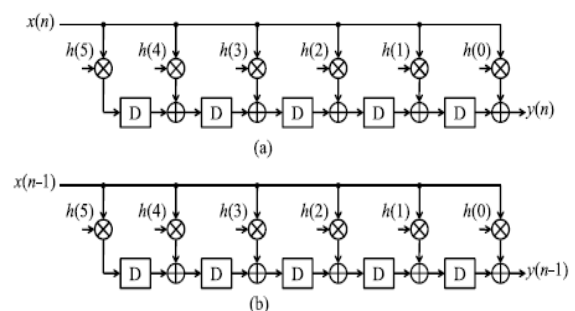 x(n)
h(5) h(4) h(3) h(2) h(1) h(0)
D D D D D y(n)
(a)
x(n-1)
h(5) h(4) h(3) h(2) h(1) h(0)
D D D D D y(n-1)
(b)